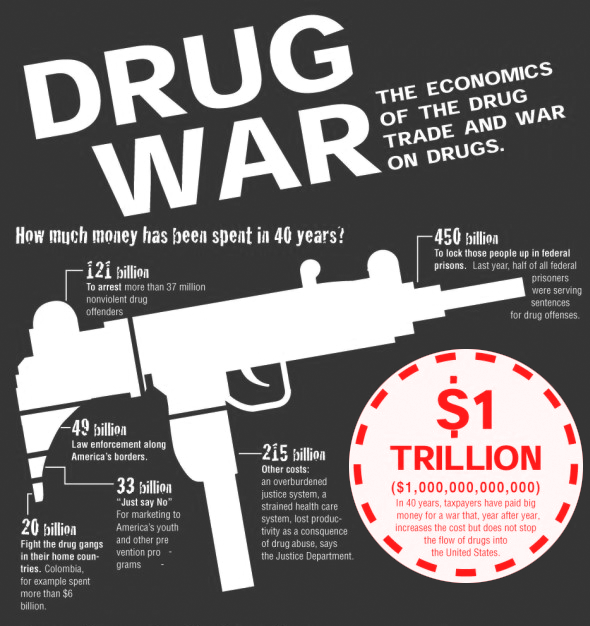 DRUG
WAR
THE ECONOMICS
OF THE DRUG
TRADE AND WAR
ON DRUGS.
How much money has been spent in 40 years?
121 billion
To arrest more than 37 million
nonviolent drug
offenders
450 billion
To lock those people up in federal
prisons. Last year, half of all federal
prisoners
were serving
sentences
for drug offenses.
49 billion
Law enforcement along
America's borders.
33 billion
"Just say No"
For marketing to
America's youth
and other pre
vention pro -
grams -
20 billion
Fight the drug gangs
in their home coun-
tries. Colombia,
for example spent
more than $6
billion.
215 billion
Other costs:
an overburdened
justice system, a
strained health care
system, lost produc-
tivity as a consquence
of drug abuse, says
the Justice Department.
$1
TRILLION
($1,000,000,000,000)
In 40 years, taxpayers have paid big
money for a war that, year after year,
increases the cost but does not stop
the flow of drugs into
the United States.